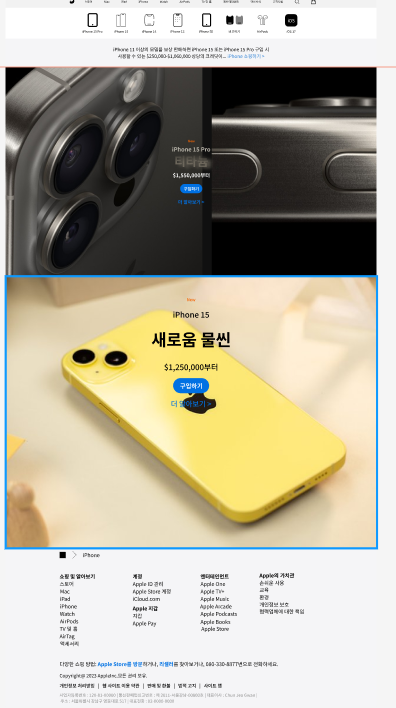 Mac
iPad
iPhone
Watch
AirPods
iPhone 15 Pro
iPhone 15
iPhone 14
iPhone 13
iPhone SE
AirPods
iOS
iOS 17
iPhone 11 이상의 모델을 보상 판매하면 iPhone 15 또는 iPhone 15 Pro 구입 시
사용할 수 있는 $250,000-$1,060,000 상당의 크레딧이... iPhone 쇼핑하기 >
New
iPhone 15 Pro
티타늄
$1,550,000부터
구입하기
더 알아보기 >
New
iPhone 15
새로움 물씬
$1,250,000부터
구입하기
더 알아보기 >
iPhone
쇼핑 및 알아보기
스토어
Mac
iPad
iPhone
Watch
AirPods
TV 및 홈
AirTag
액세서리
계정
Apple ID 관리
Apple Store 계정
iCloud.com
Apple 지갑
지갑
Apple Pay
엔터테인먼트
Apple One
Apple TV+
Apple Music
Apple Arcade
Apple Podcasts
Apple Books
Apple Store
Apple의 가치관
손쉬운 사용
교육
환경
개인정보 보호
협력업체에 대한 책임
다양한 쇼핑 방법: Apple Store를 방문하거나, 리셀러를 찾아보거나, 080-330-8877번으로 전화하세요.
Copyright@ 2023 Apple Inc. 모든 권리 보유.
개인정보 처리방침 | 웹 사이트 이용 약관 | 판매 및 환불 | 법적 고지 | 사이트 맵